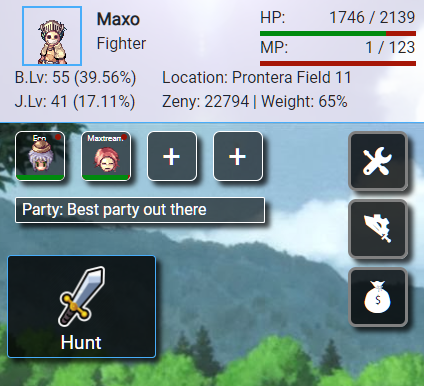 Maxo
Fighter
HP: 1746 / 2139
MP: 1 / 123
B.Lv: 55 (39.56%) Location: Prontera Field 11
J.Lv: 41 (17.11%) Zeny: 22794 | Weight: 65%
Maxtream
+ +
Party: Best party out there
$
Hunt